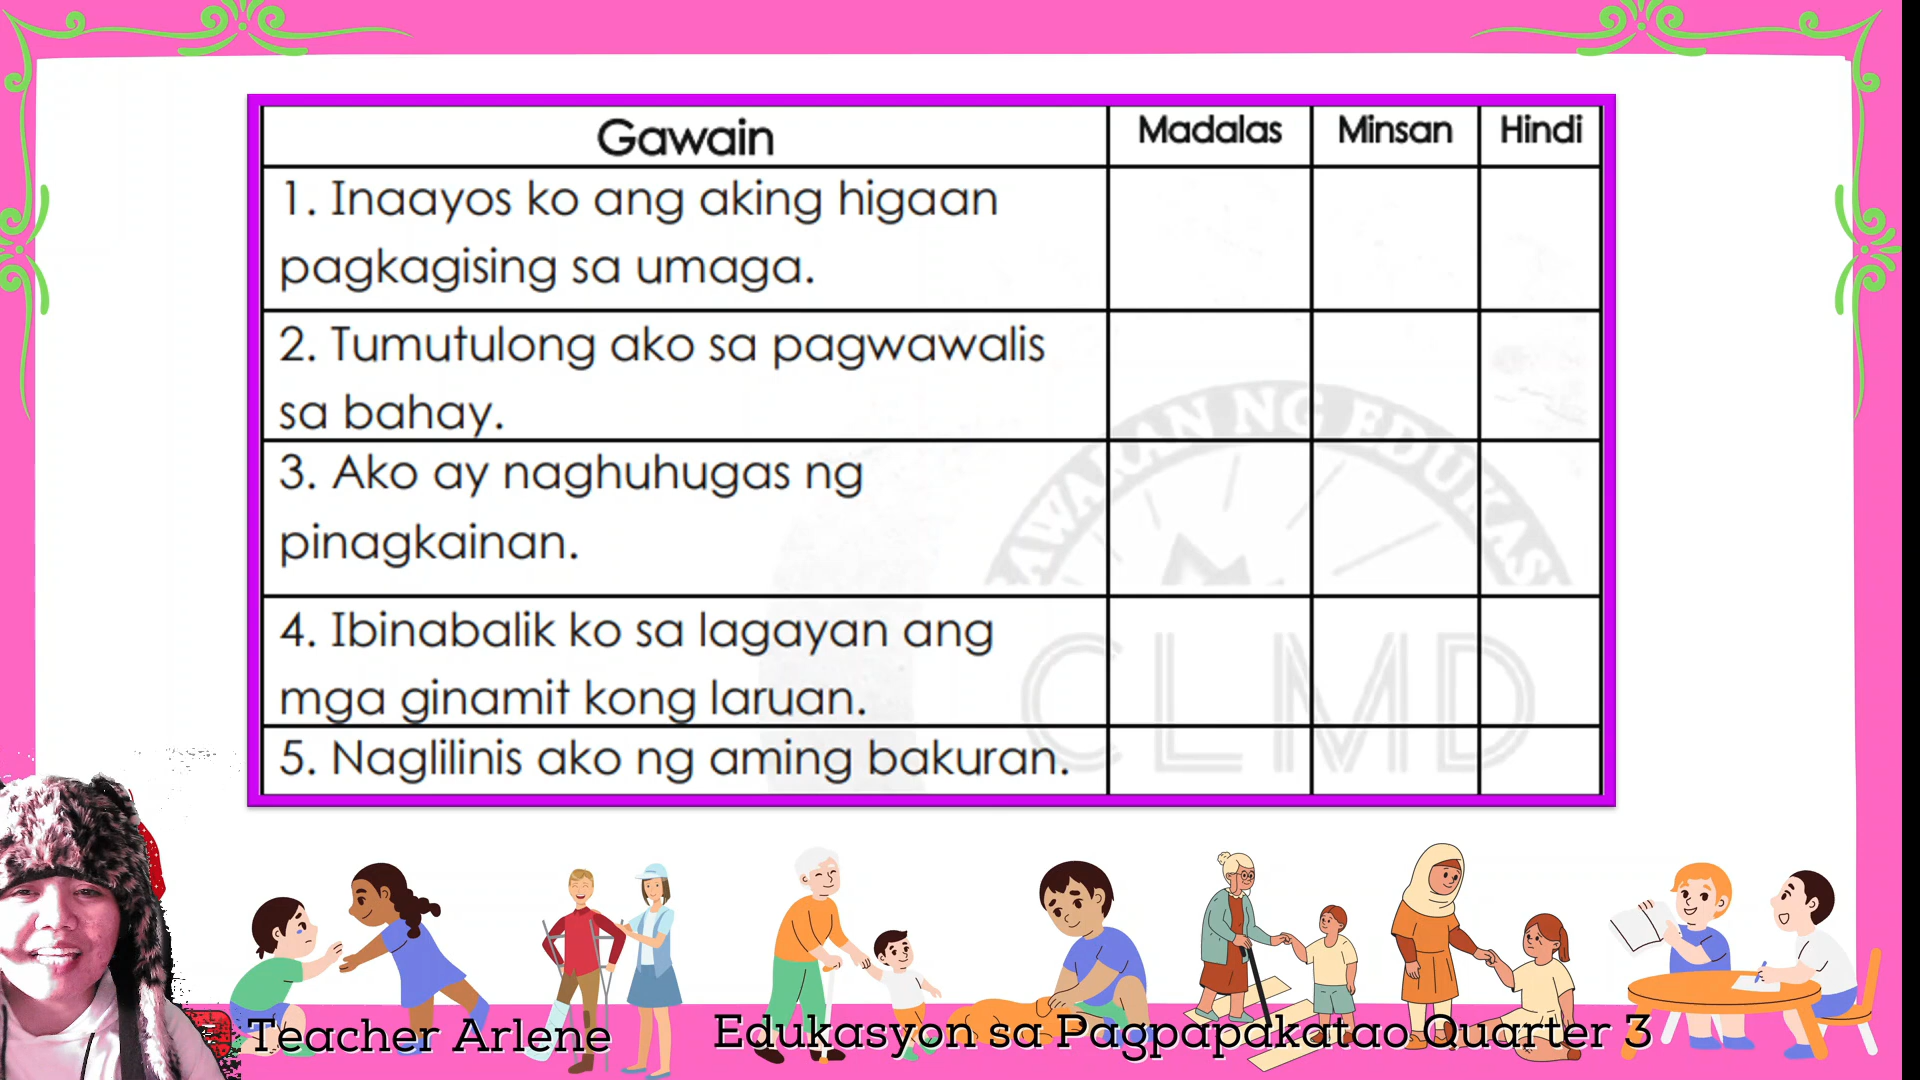 Gawain Madalas Minsan Hindi
1. Inaayos ko ang aking higaan
pagkagising sa umaga.
2. Tumutulong ako sa pagwawalis
sa bahay.
3. Ako ay naghuhugas ng
pinagkainan.
4. Ibinabalik ko sa lagayan ang
mga ginamit kong laruan.
5. Naglilinis ako ng aming bakuran.
NG
CLMD
Teacher Arlene Edukasyon sa Pagpapakatao Quarter 3